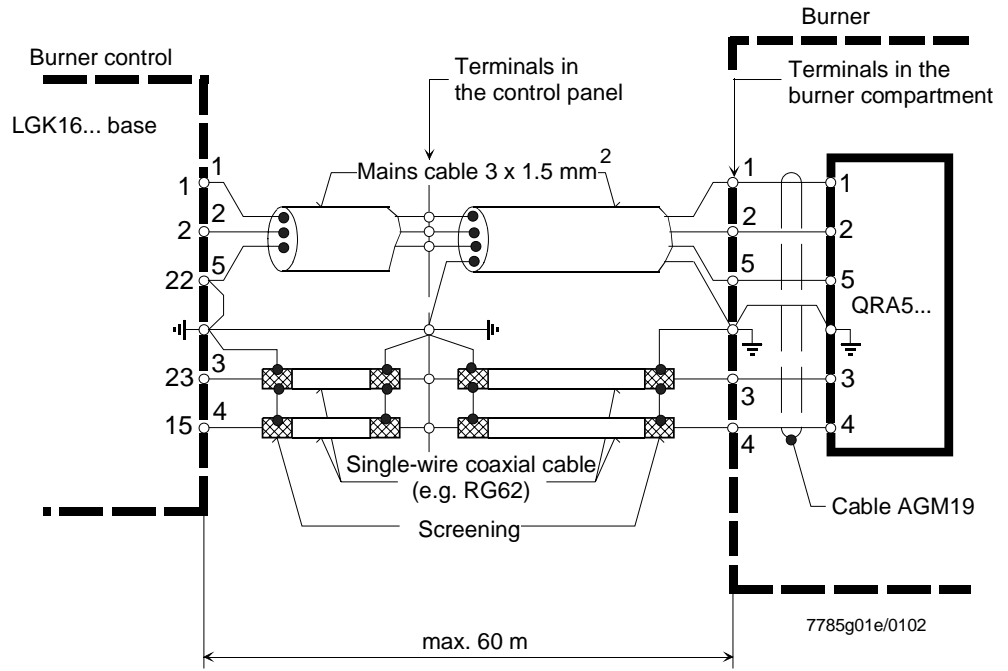 Burner
Burner control
Terminals in
the control panel
Terminals in the
burner compartment
LGK16... base
Mains cable 3 x 1.5 mm 2
1
1
1
1
2
2
2
2
5
22
5
5
QRA5...
3
23
3
3
4
15
4
4
Single-wire coaxial cable
(e.g. RG62)
Screening
Cable AGM19
max. 60 m
7785g01e/0102